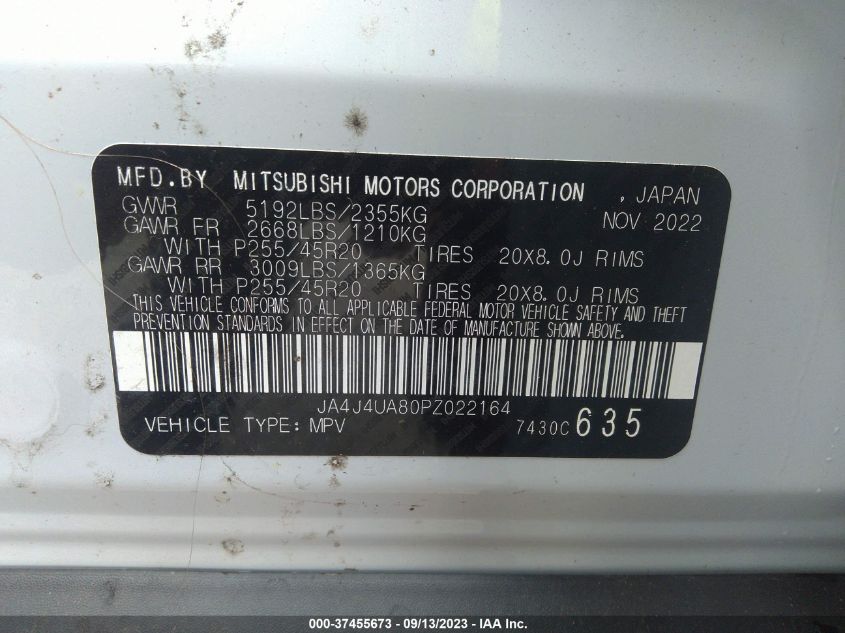 MFD.BY MITSUBISHI MOTORS CORPORATION , JAPAN
GVWR 5192LBS/2355KG NOV 2022
GAWR FR 2668LBS/1210KG
WITH P255/45R20 TIRES 20X8.0J RIMS
GAWR RR 3009LBS/1365KG
WITH P255/45R20 TIRES 20X8.0J RIMS
THIS VEHICLE CONFORMS TO ALL APPLICABLE FEDERAL MOTOR VEHICLE SAFETY AND THEFT
PREVENTION STANDARDS IN EFFECT ON THE DATE OF MANUFACTURE SHOWN ABOVE.
JA4J4UA80PZ022164
VEHICLE TYPE: MPV 7430C 635
000-37455673 - 09/13/2023 - IAA Inc.